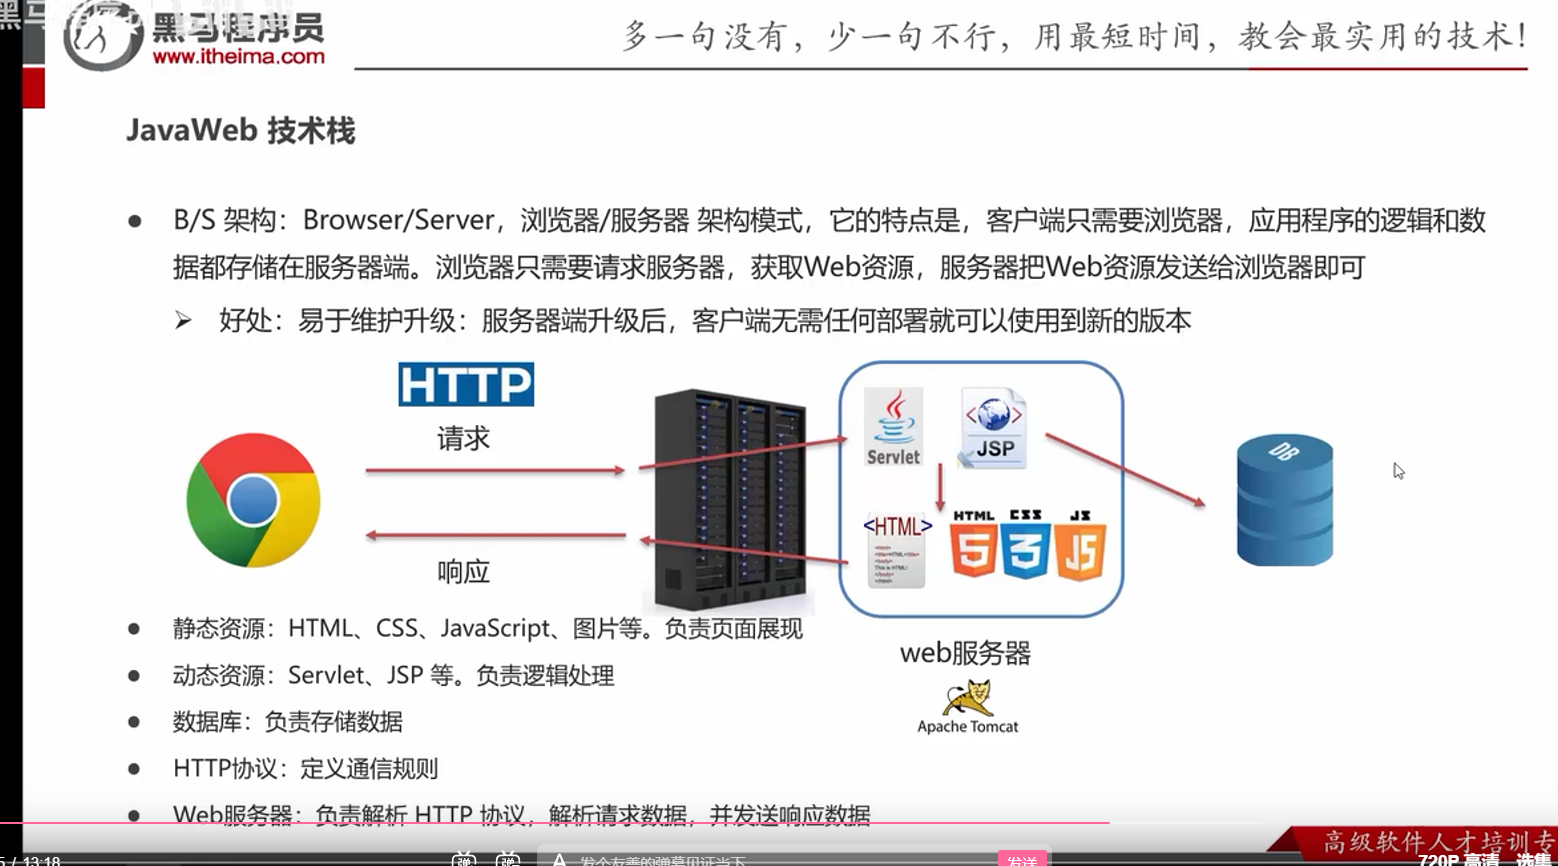 黑马程序员
www.itheima.com
多一句没有，少一句不行，用最短时间，教会最实用的技术！
JavaWeb 技术栈
● B/S 架构：Browser/Server，浏览器/服务器 架构模式，它的特点是，客户端只需要浏览器，应用程序的逻辑和数
据都存储在服务器端。浏览器只需要请求服务器，获取Web资源，服务器把Web资源发送给浏览器即可
➢ 好处：易于维护升级：服务器端升级后，客户端无需任何部署就可以使用到新的版本
HTTP
请求
响应
Servlet
JSP
<HTML>
HTML CSS JS
5 3 JS
DB
web服务器
Apache Tomcat
● 静态资源：HTML、CSS、JavaScript、图片等。负责页面展现
● 动态资源：Servlet、JSP 等。负责逻辑处理
● 数据库：负责存储数据
● HTTP协议：定义通信规则
● Web服务器：负责解析 HTTP 协议，解析请求数据，并发送响应数据
高级软件人才培训专
5 / 13:18
弹 弹
A 发个友善的弹幕见证当下
发送
720P 高清
选集